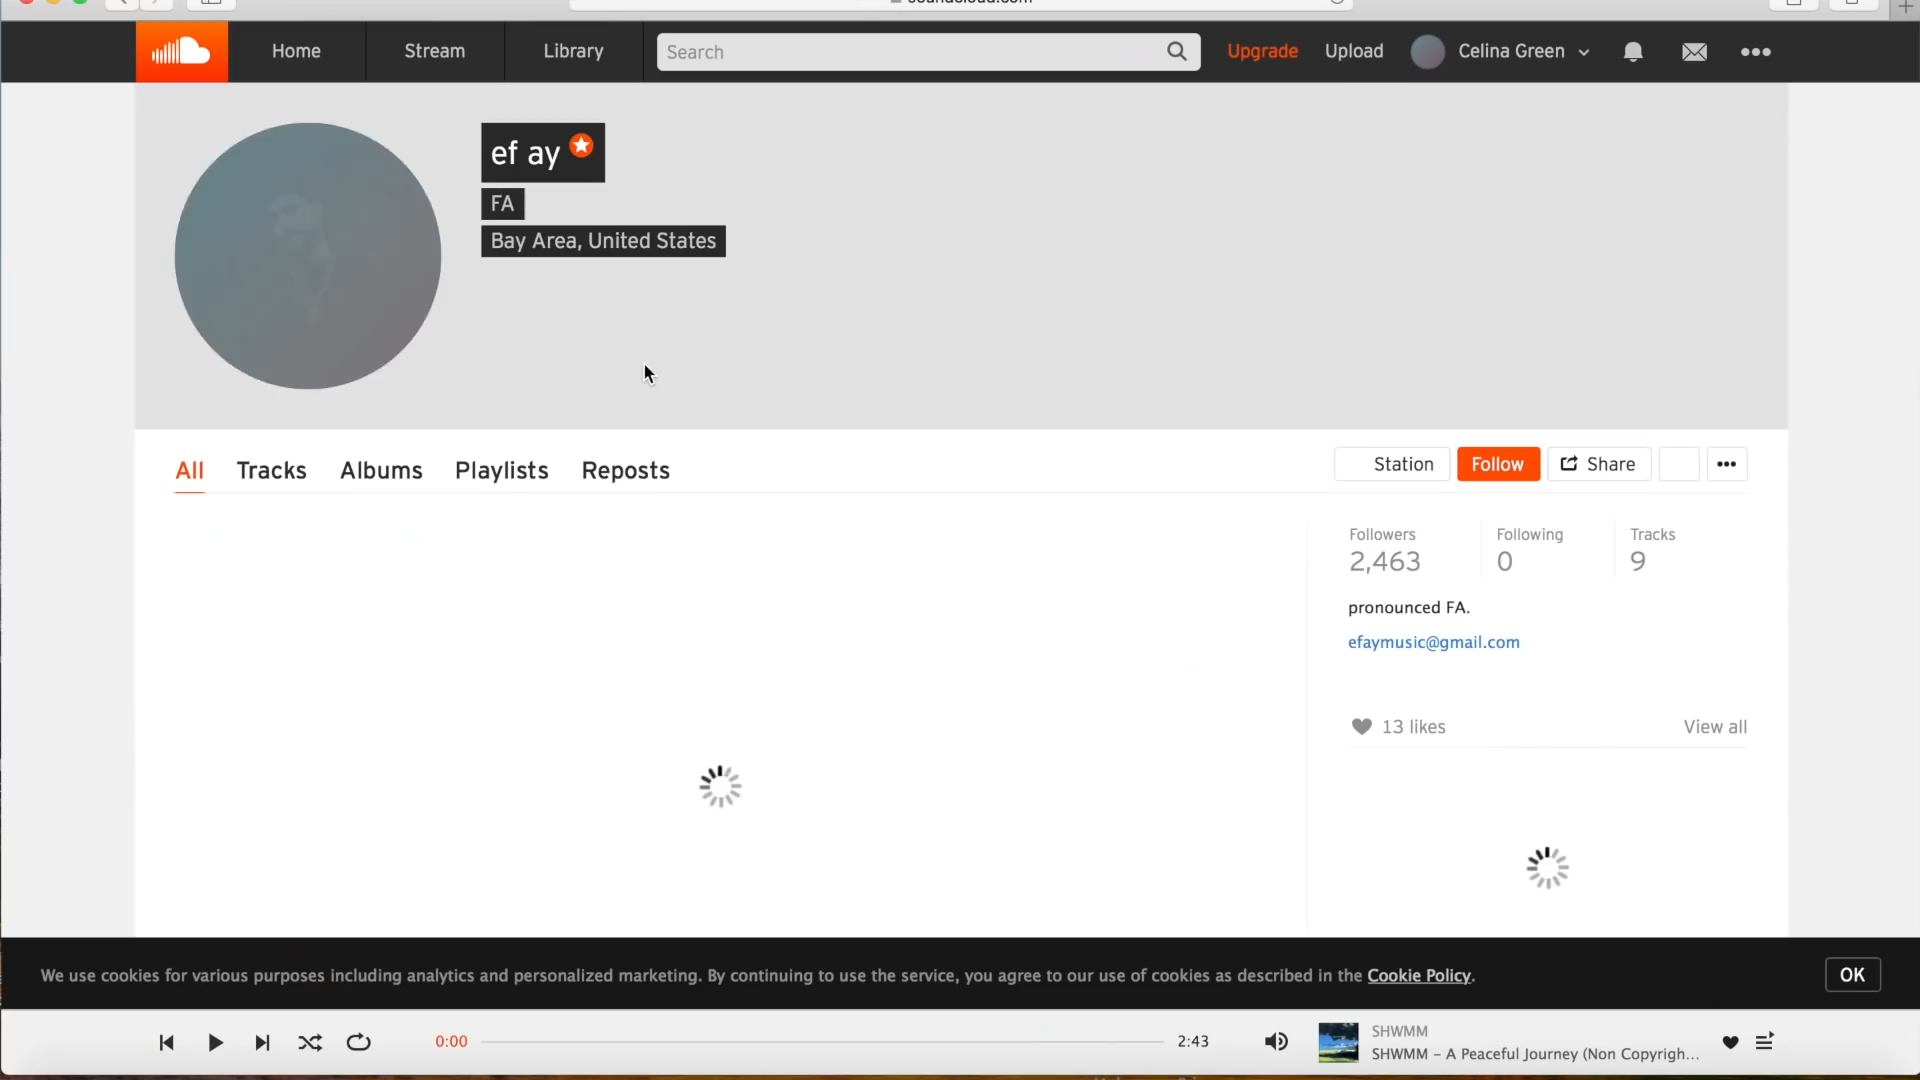 Home
Stream
Library
Search
Upgrade
Upload
Celina Green
ef ay
FA
Bay Area, United States
All
Tracks
Albums
Playlists
Reposts
Station
Follow
Share
Followers
2,463
Following
0
Tracks
9
pronounced FA.
efaymusic@gmail.com
13 likes
View all
We use cookies for various purposes including analytics and personalized marketing. By continuing to use the service, you agree to our use of cookies as described in the Cookie Policy.
OK
0:00
2:43
SHWMM
SHWMM – A Peaceful Journey (Non Copyrigh...